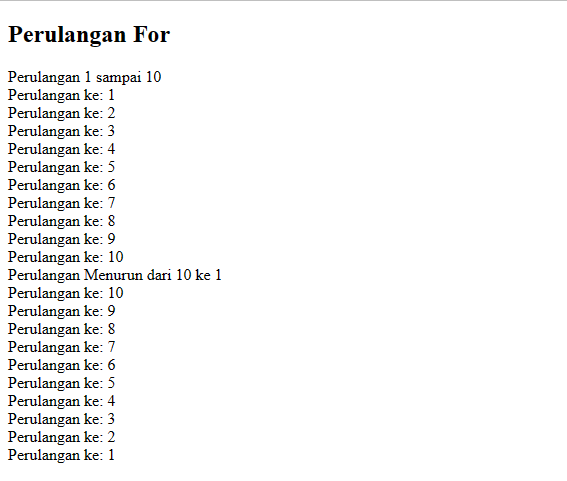 Perulangan For
Perulangan 1 sampai 10
Perulangan ke: 1
Perulangan ke: 2
Perulangan ke: 3
Perulangan ke: 4
Perulangan ke: 5
Perulangan ke: 6
Perulangan ke: 7
Perulangan ke: 8
Perulangan ke: 9
Perulangan ke: 10
Perulangan Menurun dari 10 ke 1
Perulangan ke: 10
Perulangan ke: 9
Perulangan ke: 8
Perulangan ke: 7
Perulangan ke: 6
Perulangan ke: 5
Perulangan ke: 4
Perulangan ke: 3
Perulangan ke: 2
Perulangan ke: 1